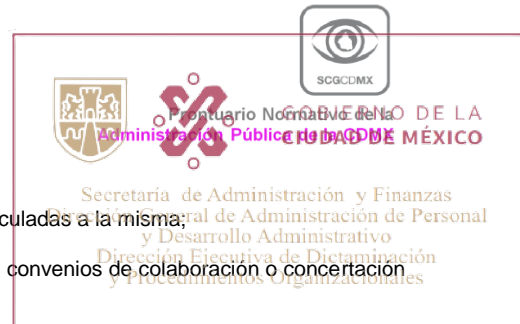 SCGCDMX
Prontuario Normativo de la
Administración Pública de la CDMX
GOBIERNO DE LA
CIUDAD DE MÉXICO
Secretaría de Administración y Finanzas
Dirección General de Administración de Personal
y Desarrollo Administrativo
Dirección Ejecutiva de Dictaminación
y Procedimientos Organizacionales
culadas a la misma;
convenios de colaboración o concertación